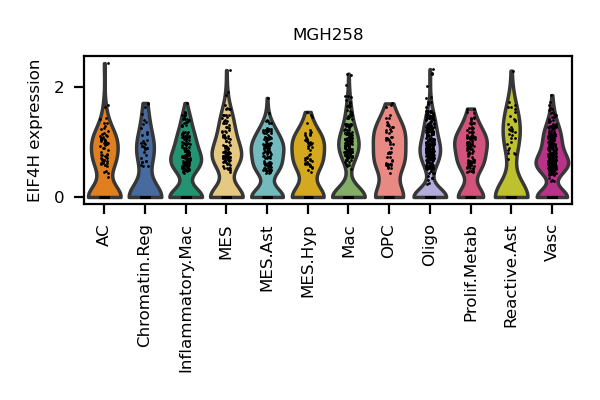 MGH258
EIF4H expression
2
0
AC
Chromatin.Reg
Inflammatory.Mac
MES
MES.Ast
MES.Hyp
Mac
OPC
Oligo
Prolif.Metab
Reactive.Ast
Vasc